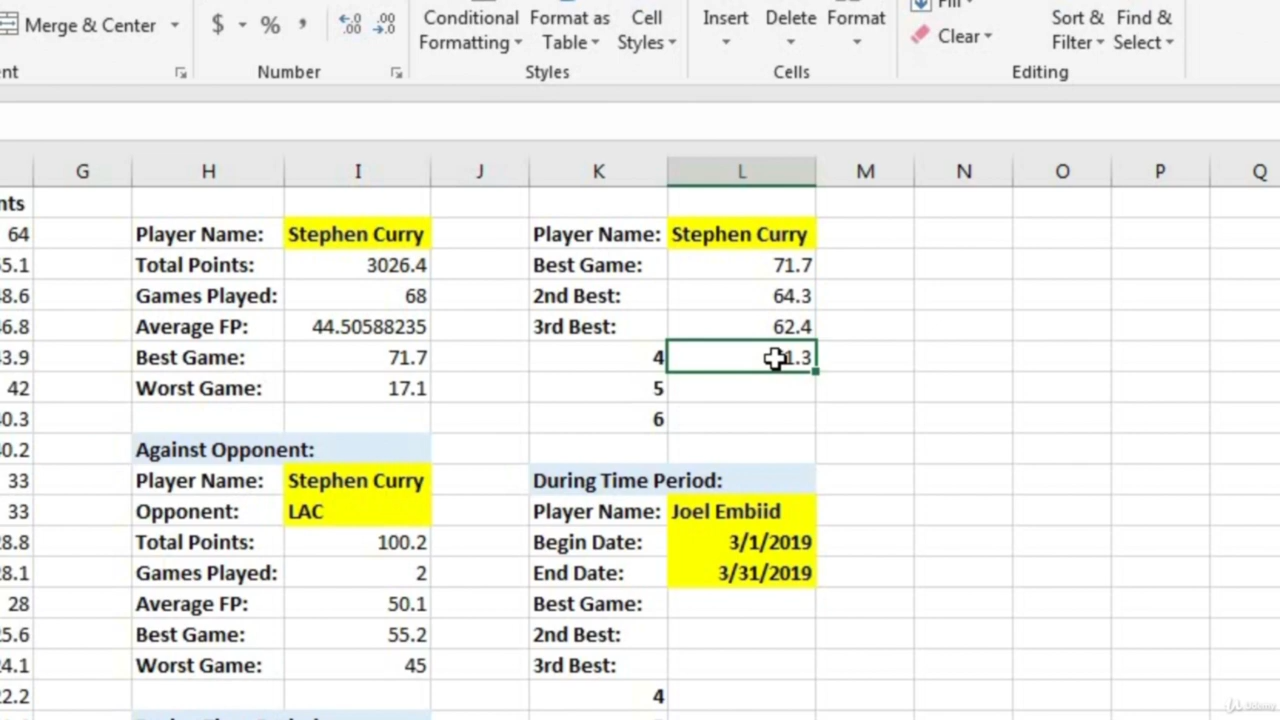 Merge & Center $ % , Conditional Formatting Format as Table Cell Styles Insert Delete Format Clear Sort & Filter Find & Select
Number Styles Cells Editing
G H I J K L M N O P Q
64 Player Name: Stephen Curry Player Name: Stephen Curry
Total Points: 3026.4 Best Game: 71.7
Games Played: 68 2nd Best: 64.3
Average FP: 44.50588235 3rd Best: 62.4
Best Game: 71.7 4
42 Worst Game: 17.1 5
6
Against Opponent:
33 Player Name: Stephen Curry During Time Period:
33 Opponent: LAC Player Name: Joel Embiid
Total Points: 100.2 Begin Date: 3/1/2019
Games Played: 2 End Date: 3/31/2019
28 Average FP: 50.1 Best Game:
Best Game: 55.2 2nd Best:
Worst Game: 45 3rd Best:
4
Udemy